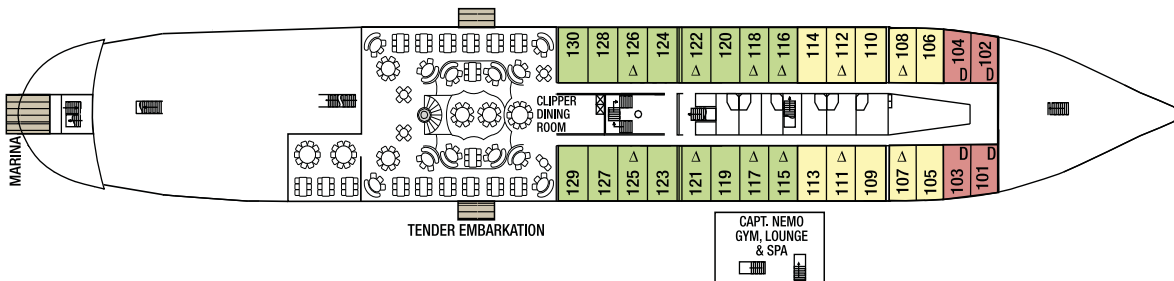 130
128
126
Δ
124
122
Δ
120
118
Δ
116
Δ
114
112
Δ
110
108
Δ
106
104
D
102
D
CLIPPER
DINING
ROOM
MARINA
129
127
125
Δ
123
121
Δ
119
117
Δ
115
Δ
113
111
Δ
109
107
Δ
105
103
D
101
D
TENDER EMBARKATION
CAPT. NEMO
GYM, LOUNGE
& SPA